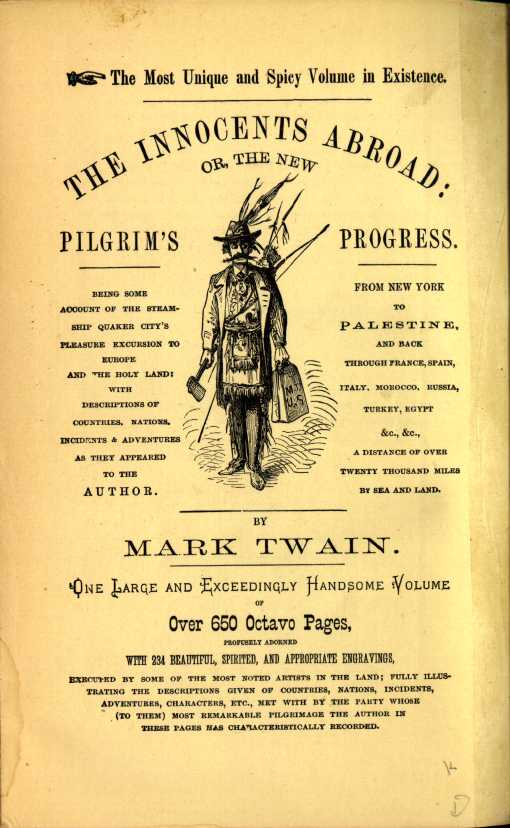 The Most Unique and Spicy Volume in Existence.
THE INNOCENTS ABROAD:
OR, THE NEW
PILGRIM'S
PROGRESS.
BEING SOME
ACCOUNT OF THE STEAM-
SHIP QUAKER CITY'S
PLEASURE EXCURSION TO
EUROPE
AND THE HOLY LAND:
WITH
DESCRIPTIONS OF
COUNTRIES, NATIONS,
INCIDENTS & ADVENTURES
AS THEY APPEARED
TO THE
AUTHOR.
FROM NEW YORK
TO
PALESTINE,
AND BACK
THROUGH FRANCE, SPAIN,
ITALY, MOROCCO, RUSSIA,
TURKEY, EGYPT
&c., &c.,
A DISTANCE OF OVER
TWENTY THOUSAND MILES
BY SEA AND LAND.
M.T.
U.S
BY
MARK TWAIN.
ONE LARGE AND EXCEEDINGLY HANDSOME VOLUME
OF
Over 650 Octavo Pages,
PROFUSELY ADORNED
WITH 234 BEAUTIFUL, SPIRITED, AND APPROPRIATE ENGRAVINGS,
EXECUTED BY SOME OF THE MOST NOTED ARTISTS IN THE LAND; FULLY ILLUS-
TRATING THE DESCRIPTIONS GIVEN OF COUNTRIES, NATIONS, INCIDENTS,
ADVENTURES, CHARACTERS, ETC., MET WITH BY THE PARTY WHOSE
(TO THEM) MOST REMARKABLE PILGRIMAGE THE AUTHOR IN
THESE PAGES HAS CHARACTERISTICALLY RECORDED.